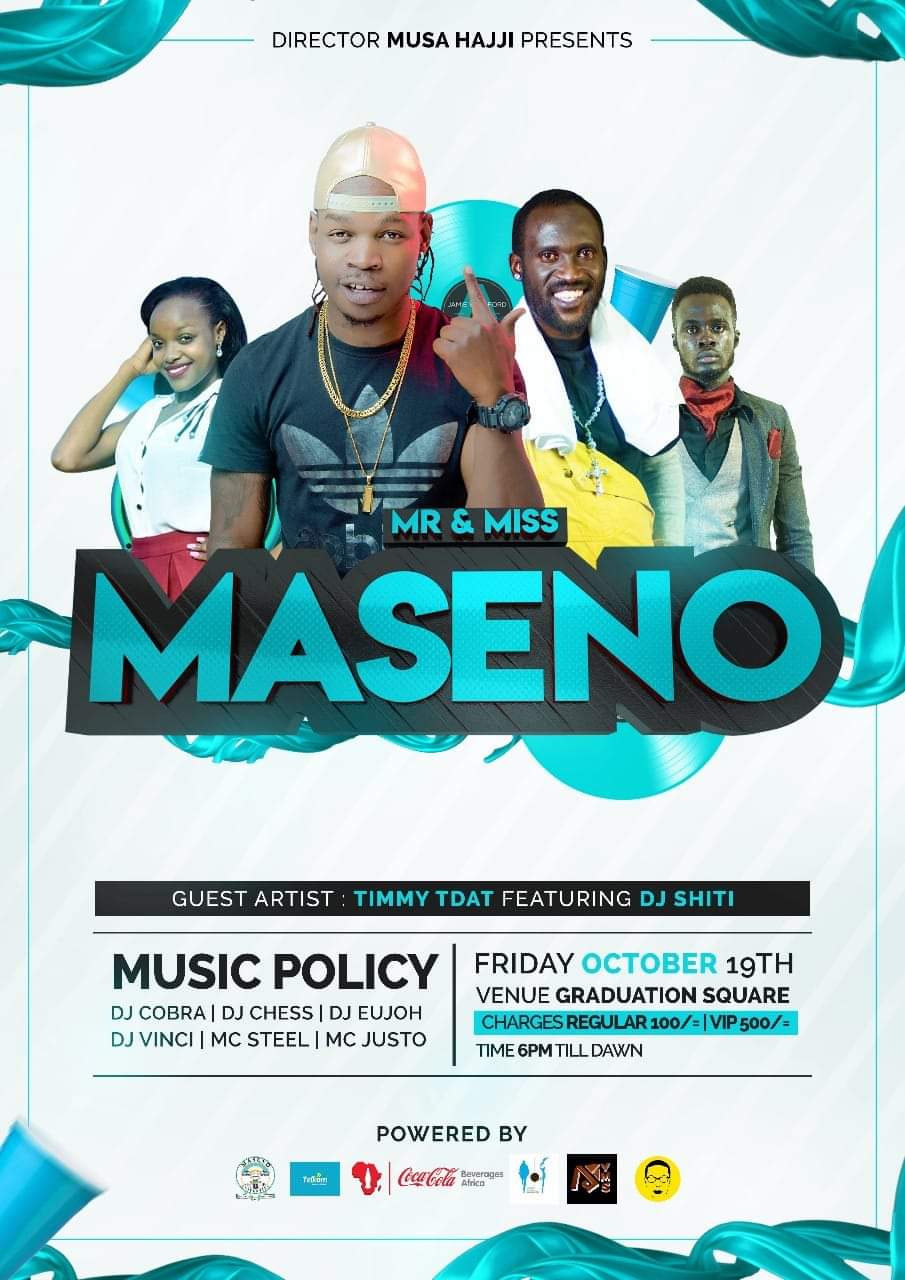 DIRECTOR MUSA HAJJI PRESENTS
MR & MISS
MASENO
GUEST ARTIST : TIMMY TDAT FEATURING DJ SHITI
MUSIC POLICY
DJ COBRA | DJ CHESS | DJ EUJOH
DJ VINCI | MC STEEL | MC JUSTO
FRIDAY OCTOBER 19TH
VENUE GRADUATION SQUARE
CHARGES REGULAR 100/= | VIP 500/=
TIME 6PM TILL DAWN
POWERED BY
MASENO
Telkom
Coca-Cola Beverages
Africa